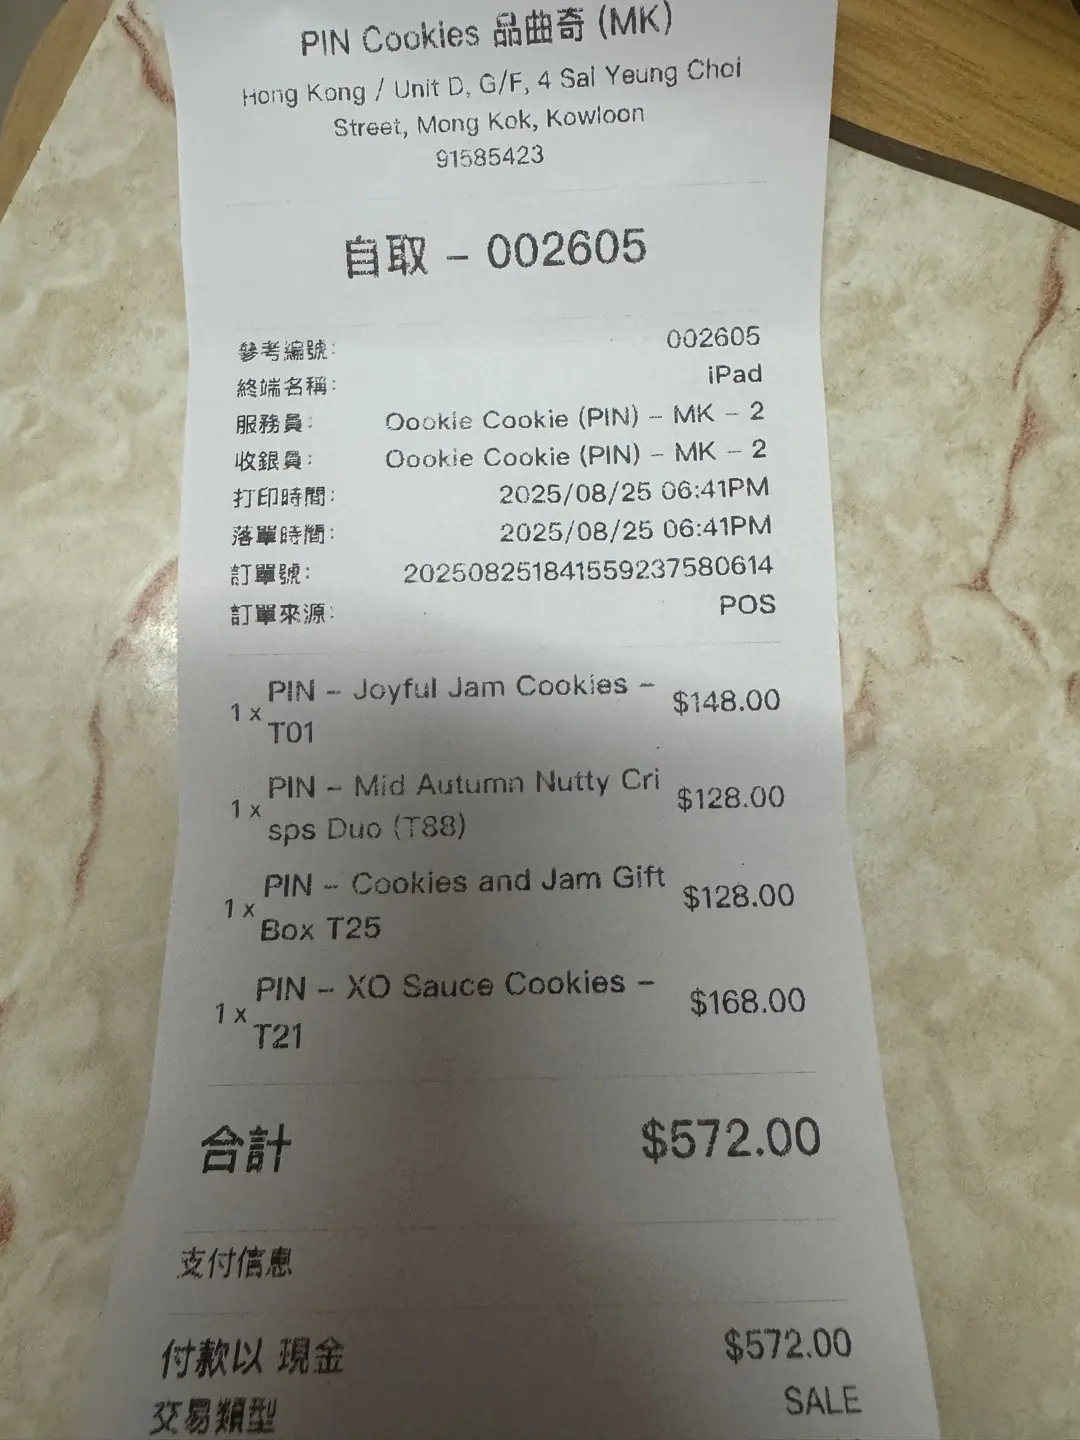 PIN Cookies 品曲奇 (MK)
Hong Kong / Unit D, G/F, 4 Sai Yeung Choi
Street, Mong Kok, Kowloon
91585423
自取 - 002605
參考編號: 002605
終端名稱: iPad
服務員: Oookie Cookie (PIN) - MK - 2
收銀員: Oookie Cookie (PIN) - MK - 2
打印時間: 2025/08/25 06:41PM
落單時間: 2025/08/25 06:41PM
訂單號: 202508251841559237580614
訂單來源: POS
1 x PIN - Joyful Jam Cookies - $148.00
T01
1 x PIN - Mid Autumn Nutty Cri $128.00
sps Duo (T88)
1 x PIN - Cookies and Jam Gift $128.00
Box T25
1 x PIN - XO Sauce Cookies - $168.00
T21
合計 $572.00
支付信息
付款以 現金 $572.00
交易類型 SALE